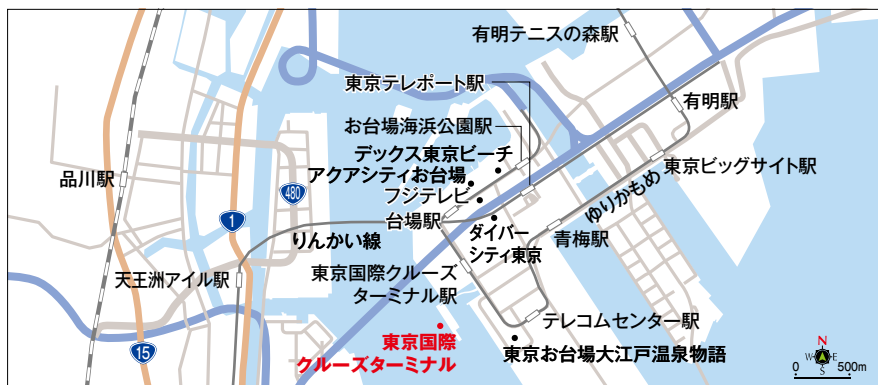 有明テニスの森駅
東京テレポート駅
有明駅
お台場海浜公園駅
デックス東京ビーチ
アクアシティお台場
東京ビッグサイト駅
品川駅
480
フジテレビ
ゆりかもめ
1
台場駅
ダイバー
シティ東京
青梅駅
りんかい線
天王洲アイル駅
東京国際クルーズ
ターミナル駅
テレコムセンター駅
東京国際
クルーズターミナル
東京お台場大江戸温泉物語
15
N
W
E
S
0 500m